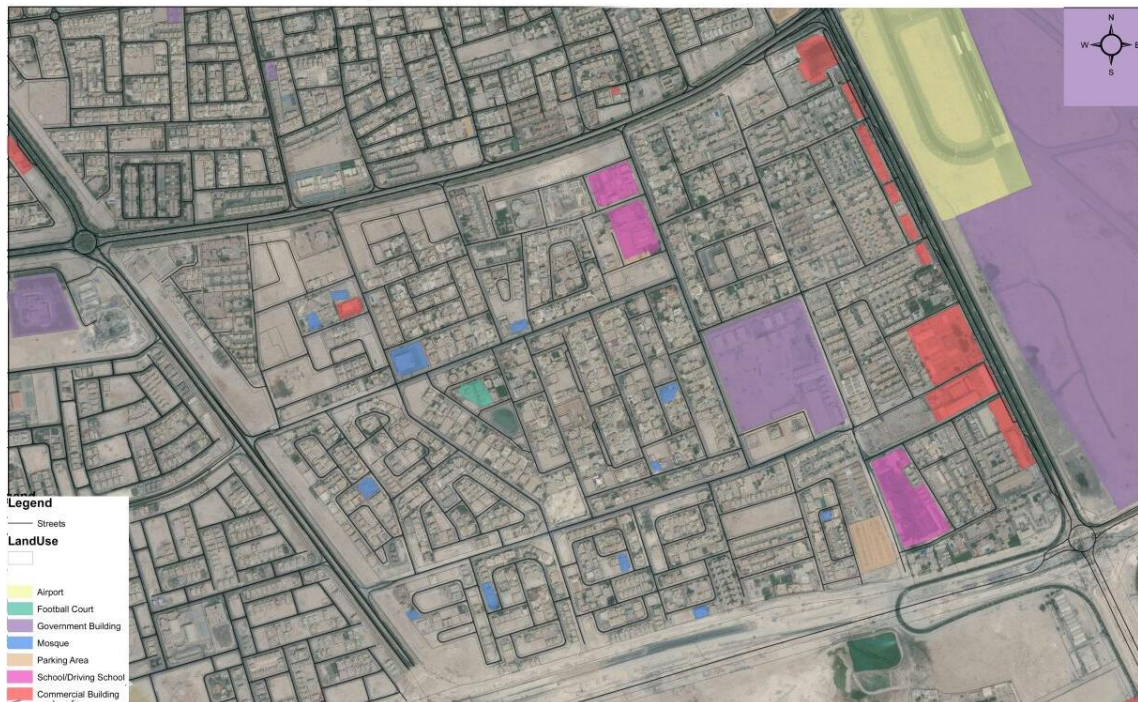 N
W E
S
Legend
Streets
LandUse
Airport
Football Court
Government Building
Mosque
Parking Area
School/Driving School
Commercial Building